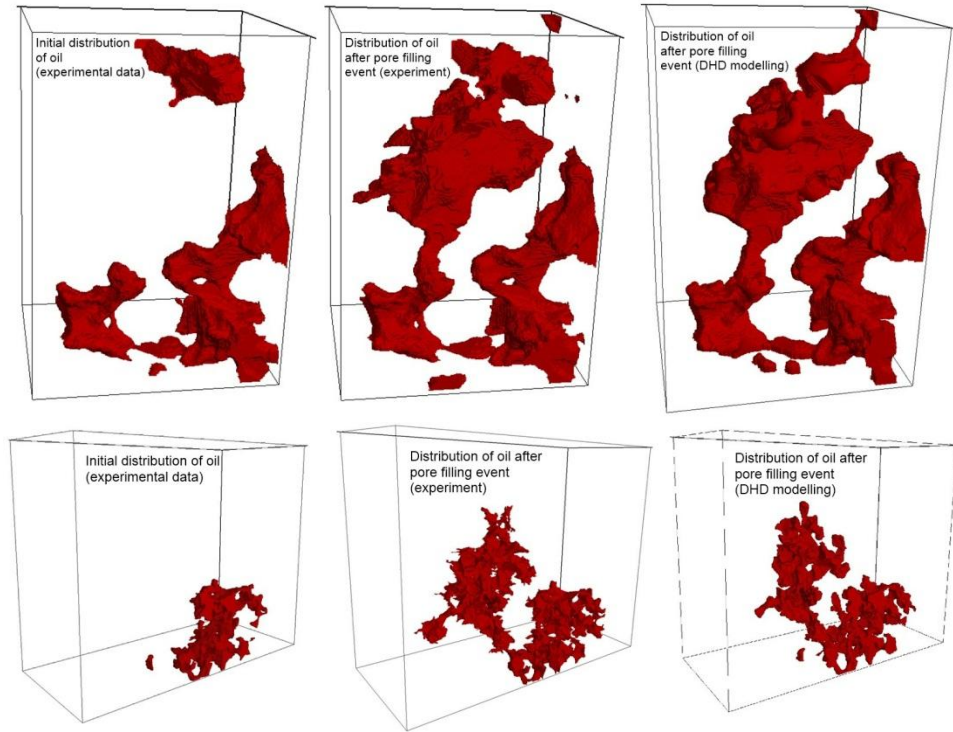 Initial distribution
of oil
(experimental data)
Distribution of oil
after pore filling
event (experiment)
Distribution of oil
after pore filling
event (DHD modelling)
Initial distribution of oil
(experimental data)
Distribution of oil after
pore filling event
(experiment)
Distribution of oil after
pore filling event
(DHD modelling)